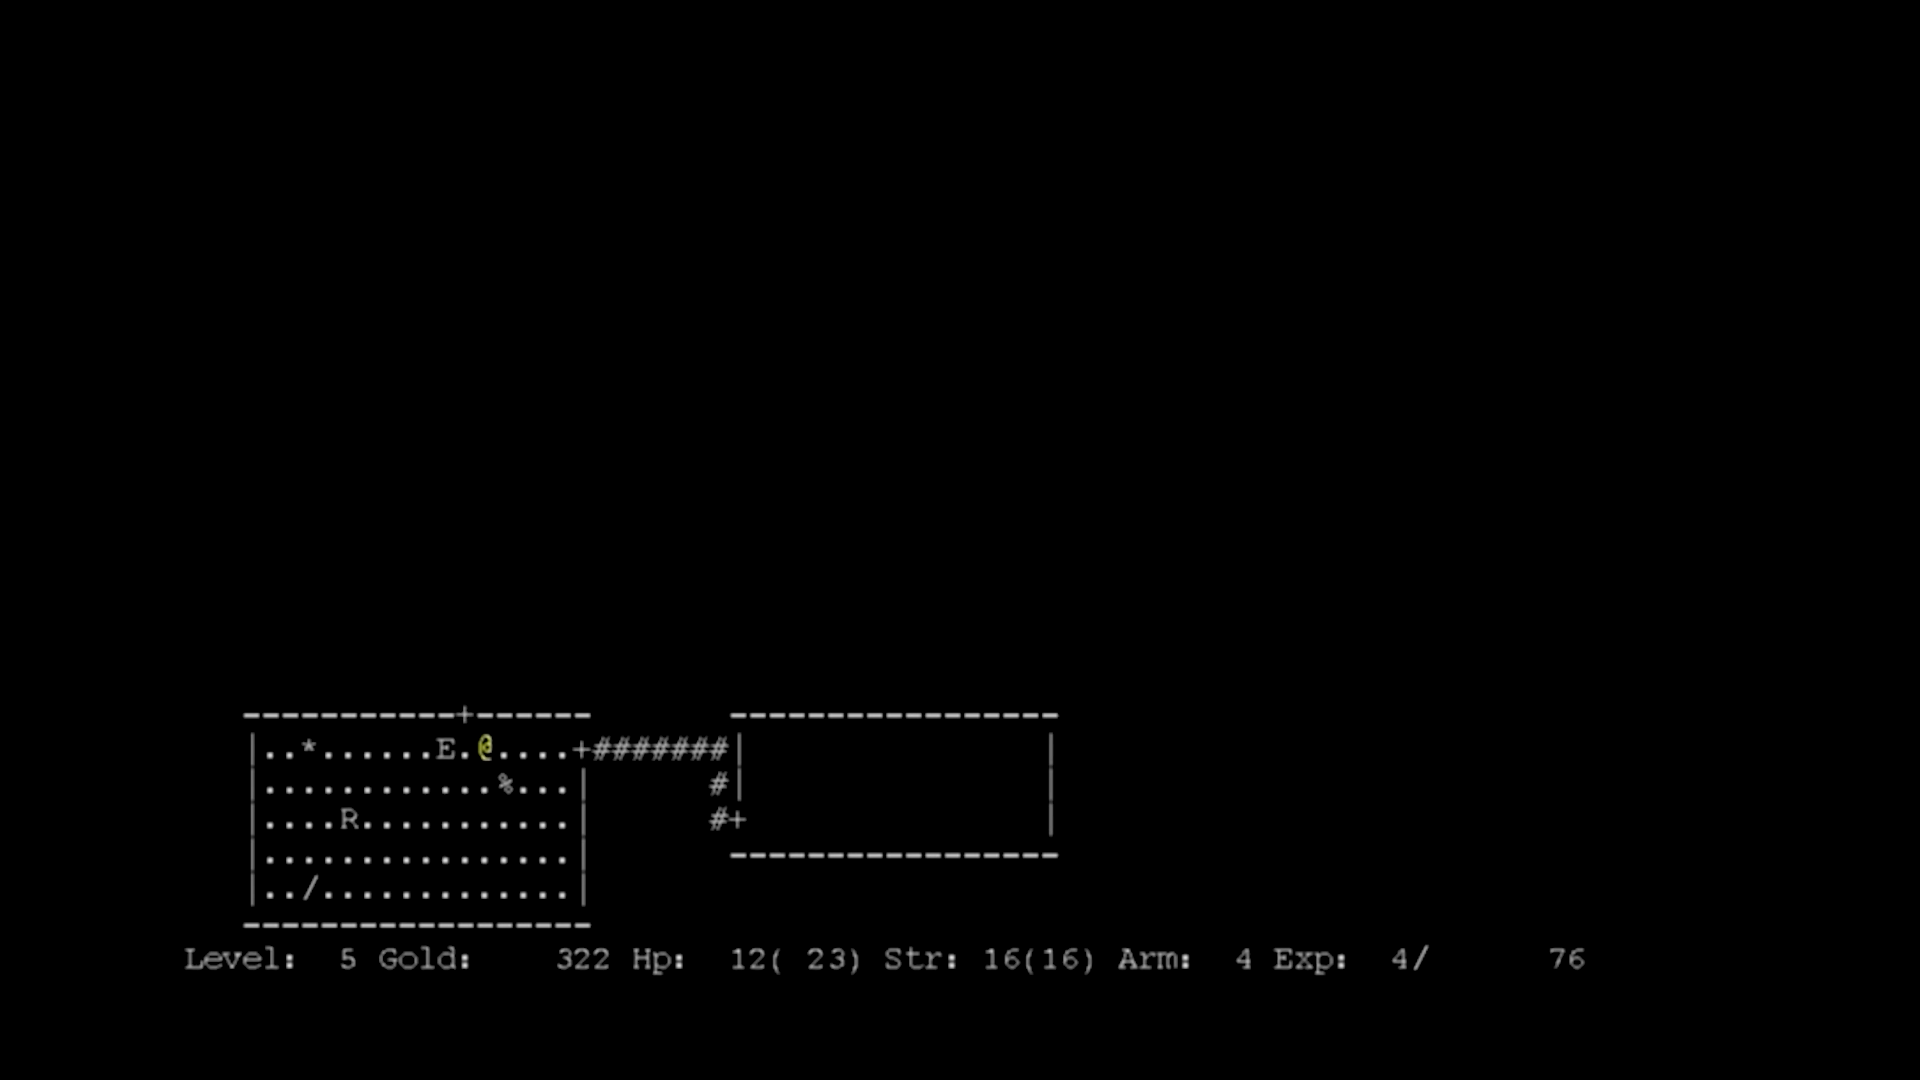 -----------+------       -----------------
|..*......E.@....+#######|               |
|............%...|      #|               |
|....R...........|      #+               |
|................|       -----------------
|../.............|
------------------
Level:  5 Gold:    322 Hp:  12( 23) Str: 16(16) Arm:  4 Exp:  4/      76